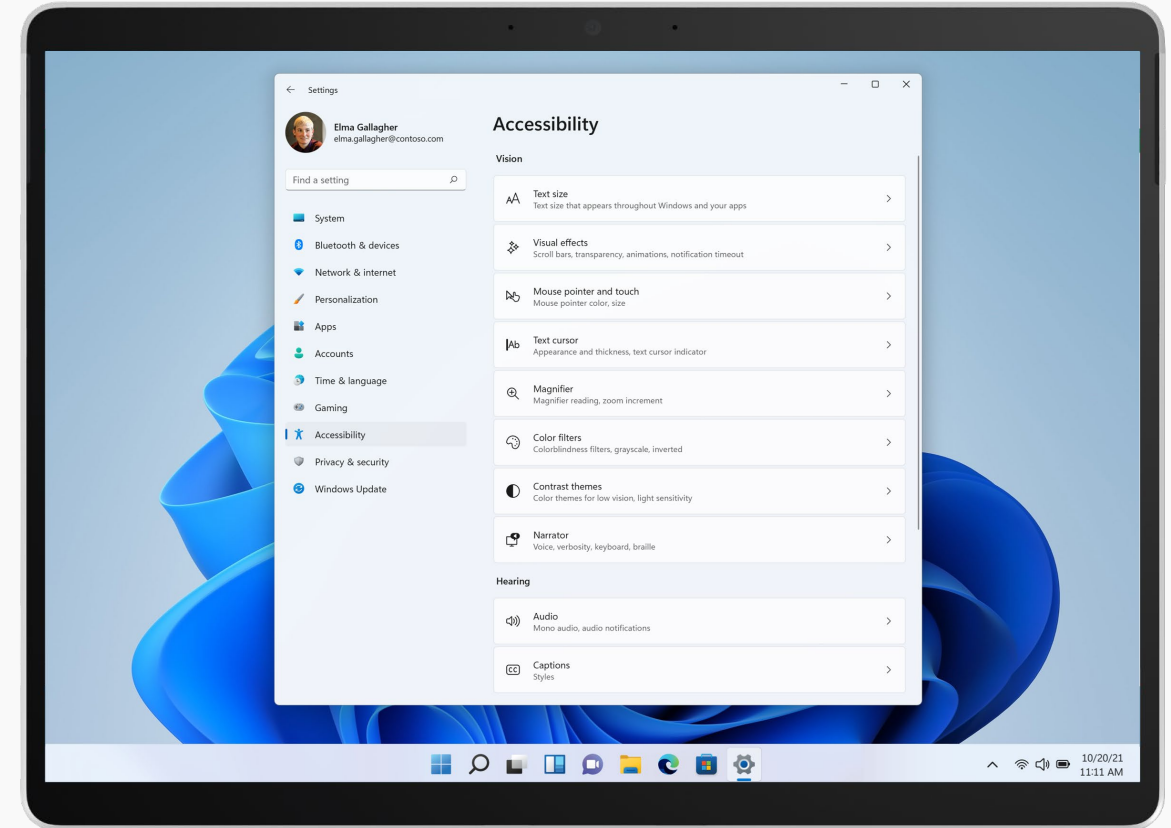 Settings
Elma Gallagher
elma.gallagher@contoso.com
Find a setting
System
Bluetooth & devices
Network & internet
Personalization
Apps
Accounts
Time & language
Gaming
Accessibility
Privacy & security
Windows Update
Accessibility
Vision
AA
Text size
Text size that appears throughout Windows and your apps
Visual effects
Scroll bars, transparency, animations, notification timeout
Mouse pointer and touch
Mouse pointer color, size
Ab
Text cursor
Appearance and thickness, text cursor indicator
Magnifier
Magnifier reading, zoom increment
Color filters
Colorblindness filters, grayscale, inverted
Contrast themes
Color themes for low vision, light sensitivity
Narrator
Voice, verbosity, keyboard, braille
Hearing
Audio
Mono audio, audio notifications
CC
Captions
Styles
10/20/21
11:11 AM